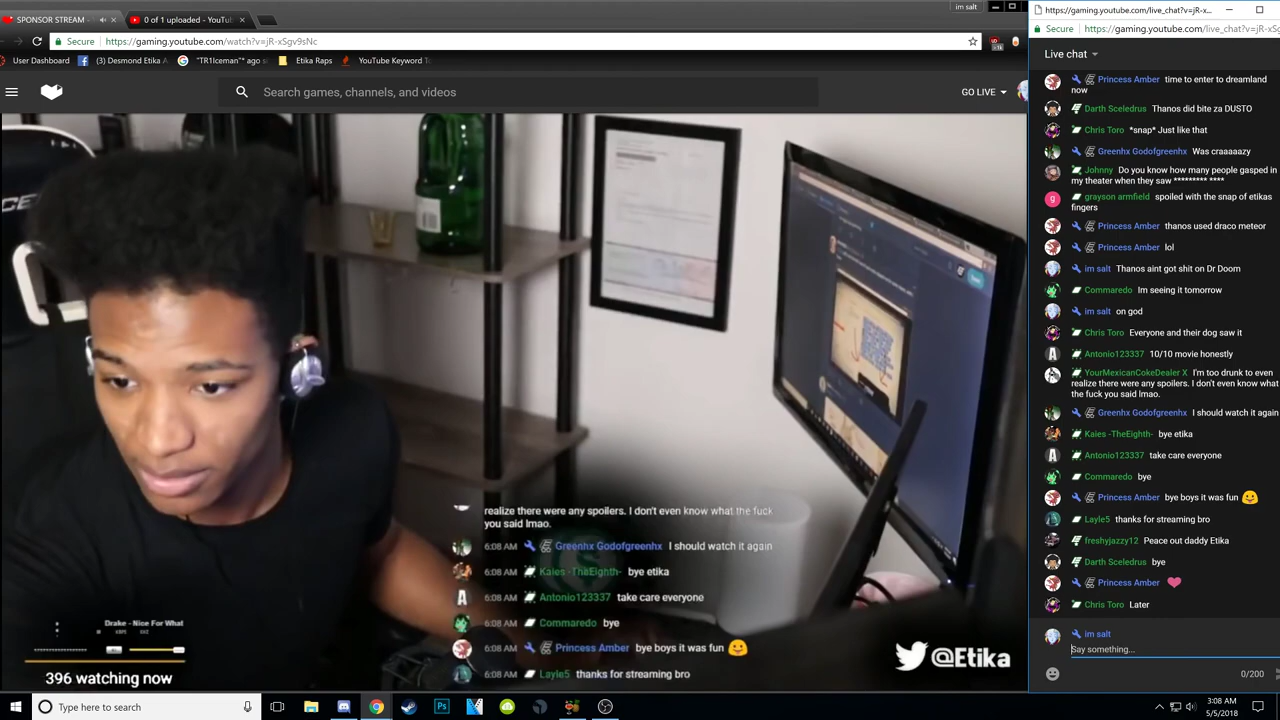 im salt
SPONSOR STREAM -
0 of 1 uploaded - YouTu
Secure https://gaming.youtube.com/watch?v=jR-xSgv9sNc
User Dashboard (3) Desmond Etika A "TR1Iceman"* ago s Etika Raps YouTube Keyword To
Search games, channels, and videos
GO LIVE
396 watching now
Drake - Nice For What
realize there were any spoilers. I don't even know what the fuck
you said lmao.
6:08 AM Greenhx Godofgreenhx I should watch it again
6:08 AM Kaies -TheEighth- bye etika
6:08 AM Antonio123337 take care everyone
6:08 AM Commaredo bye
6:08 AM Princess Amber bye boys it was fun
6:08 AM Layle5 thanks for streaming bro
@Etika
https://gaming.youtube.com/live_chat?v=jR-x...
Secure https://gaming.youtube.com/live_chat?v=jR-xSg
Live chat
Princess Amber time to enter to dreamland
now
Darth Sceledrus Thanos did bite za DUSTO
Chris Toro *snap* Just like that
Greenhx Godofgreenhx Was craaaaazy
Johnny Do you know how many people gasped in
my theater when they saw ********* ****
g grayson armfield spoiled with the snap of etikas
fingers
Princess Amber thanos used draco meteor
Princess Amber lol
im salt Thanos aint got shit on Dr Doom
Commaredo Im seeing it tomorrow
im salt on god
Chris Toro Everyone and their dog saw it
A Antonio123337 10/10 movie honestly
YourMexicanCokeDealer X I'm too drunk to even
realize there were any spoilers. I don't even know what
the fuck you said lmao.
Greenhx Godofgreenhx I should watch it again
Kaies -TheEighth- bye etika
A Antonio123337 take care everyone
Commaredo bye
Princess Amber bye boys it was fun
Layle5 thanks for streaming bro
freshyjazzy12 Peace out daddy Etika
Darth Sceledrus bye
Princess Amber
Chris Toro Later
im salt
Say something...
0/200
Type here to search
3:08 AM
5/5/2018